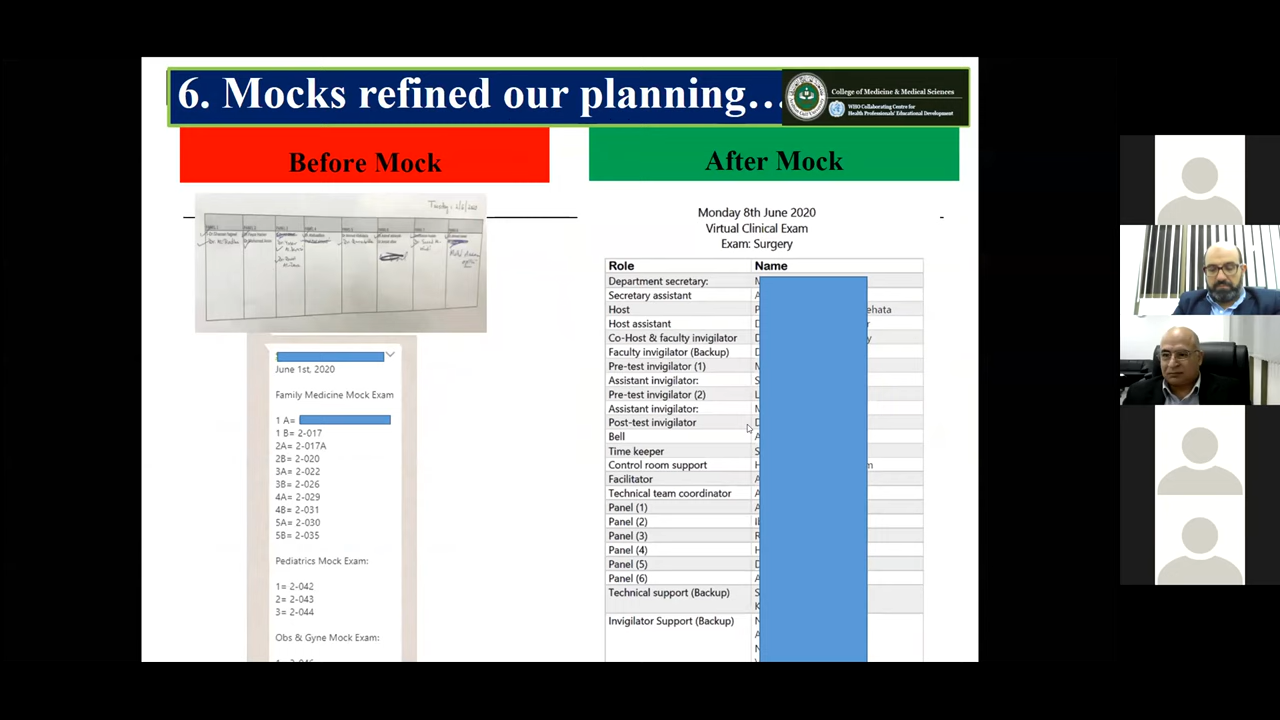 6. Mocks refined our planning…
College of Medicine & Medical Sciences
WHO Collaborating Centre for
Health Professionals' Educational Development
Before Mock
After Mock
June 1st, 2020
Family Medicine Mock Exam
1 A=
1 B= 2-017
2A= 2-017A
2B= 2-020
3A= 2-022
3B= 2-026
4A= 2-029
4B= 2-031
5A= 2-030
5B= 2-035
Pediatrics Mock Exam:
1= 2-042
2= 2-043
3= 2-044
Obs & Gyne Mock Exam:
Monday 8th June 2020
Virtual Clinical Exam
Exam: Surgery
Role Name
Department secretary:
Secretary assistant
Host ehata
Host assistant
Co-Host & faculty invigilator
Faculty invigilator (Backup)
Pre-test invigilator (1)
Assistant invigilator:
Pre-test invigilator (2)
Assistant invigilator:
Post-test invigilator
Bell
Time keeper
Control room support
Facilitator
Technical team coordinator
Panel (1)
Panel (2)
Panel (3)
Panel (4)
Panel (5)
Panel (6)
Technical support (Backup)
Invigilator Support (Backup)